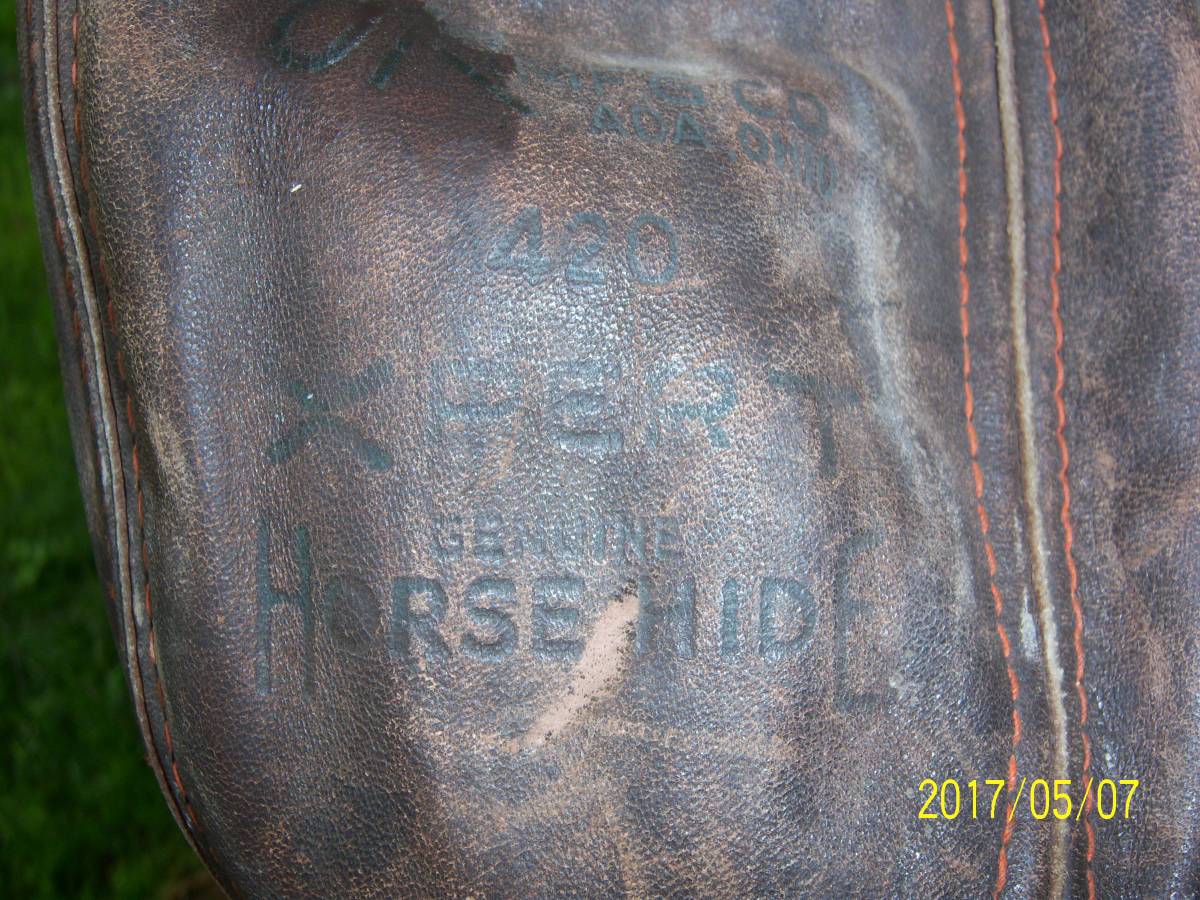 MFG CO
ADA, OHIO
420
XPERT
GENUINE
HORSE HIDE
2017/05/07